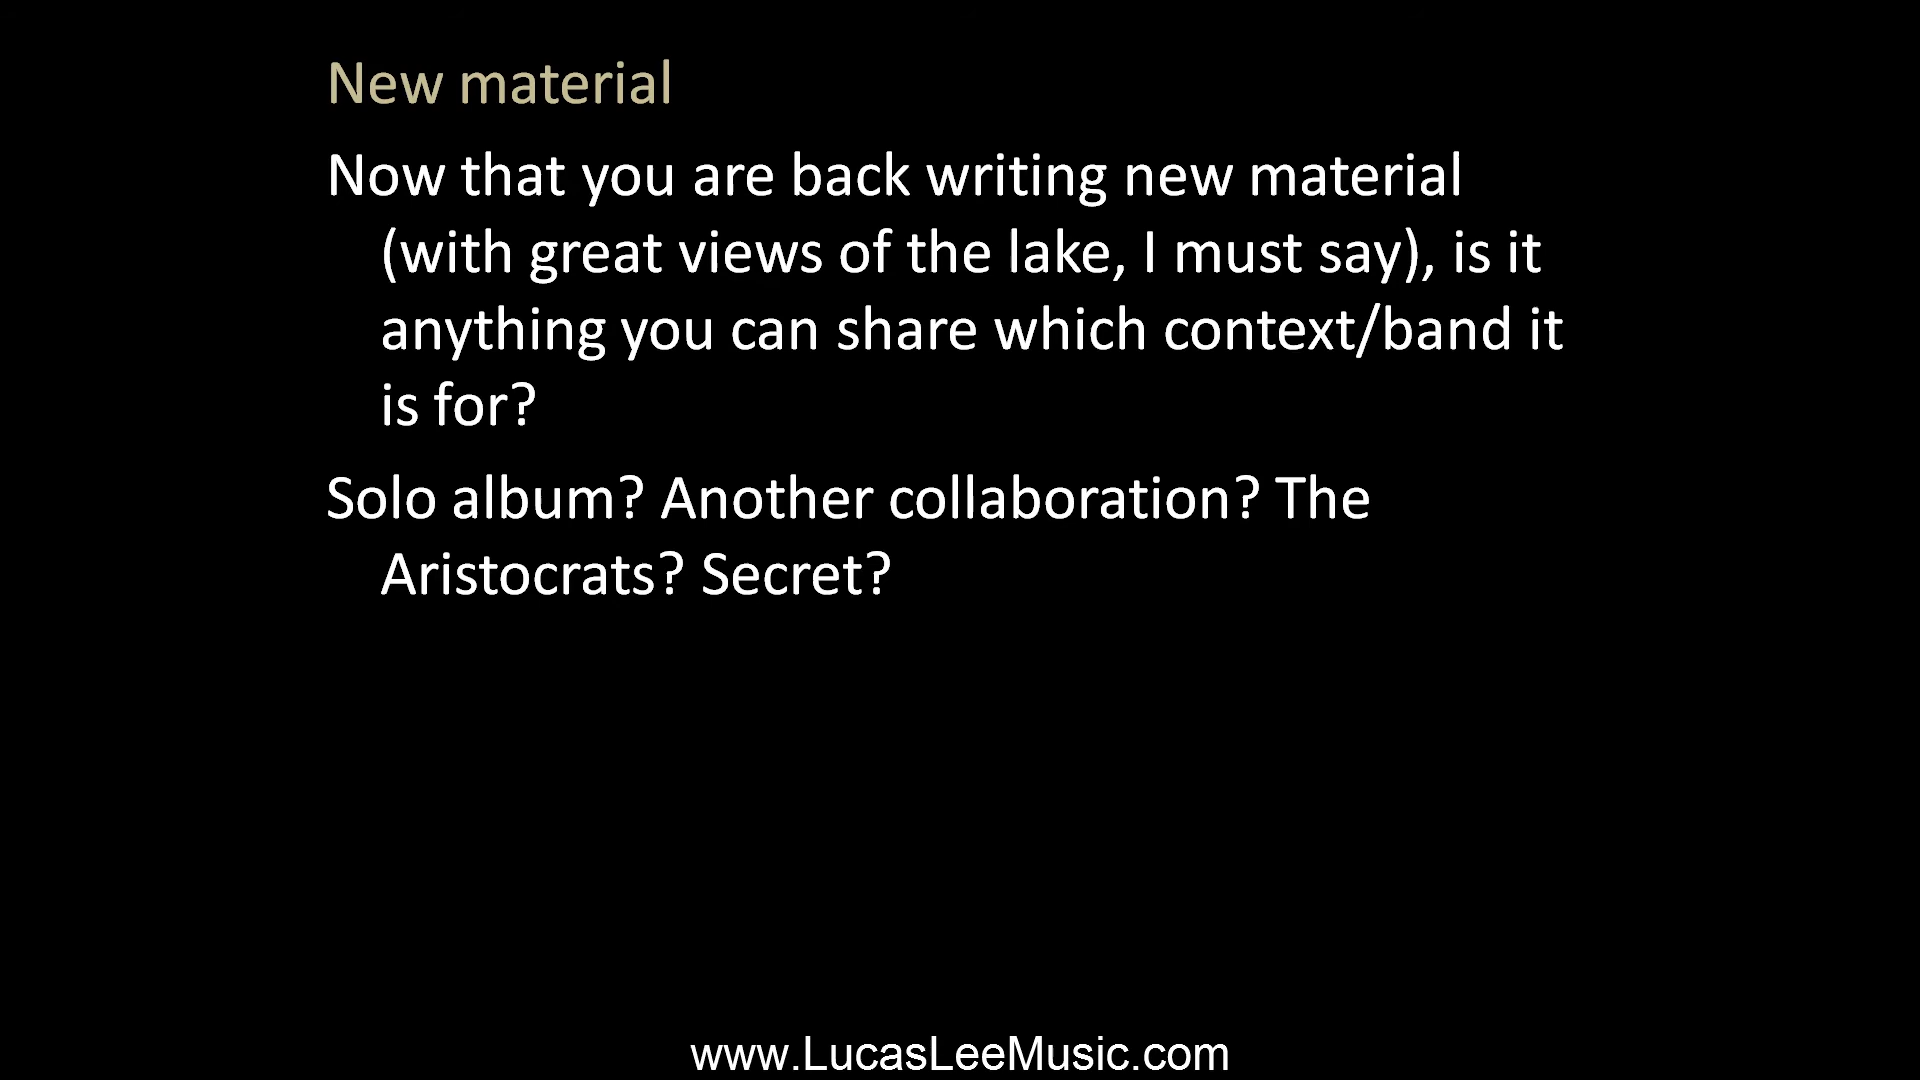 New material
Now that you are back writing new material
(with great views of the lake, I must say), is it
anything you can share which context/band it
is for?
Solo album? Another collaboration? The
Aristocrats? Secret?
www.LucasLeeMusic.com